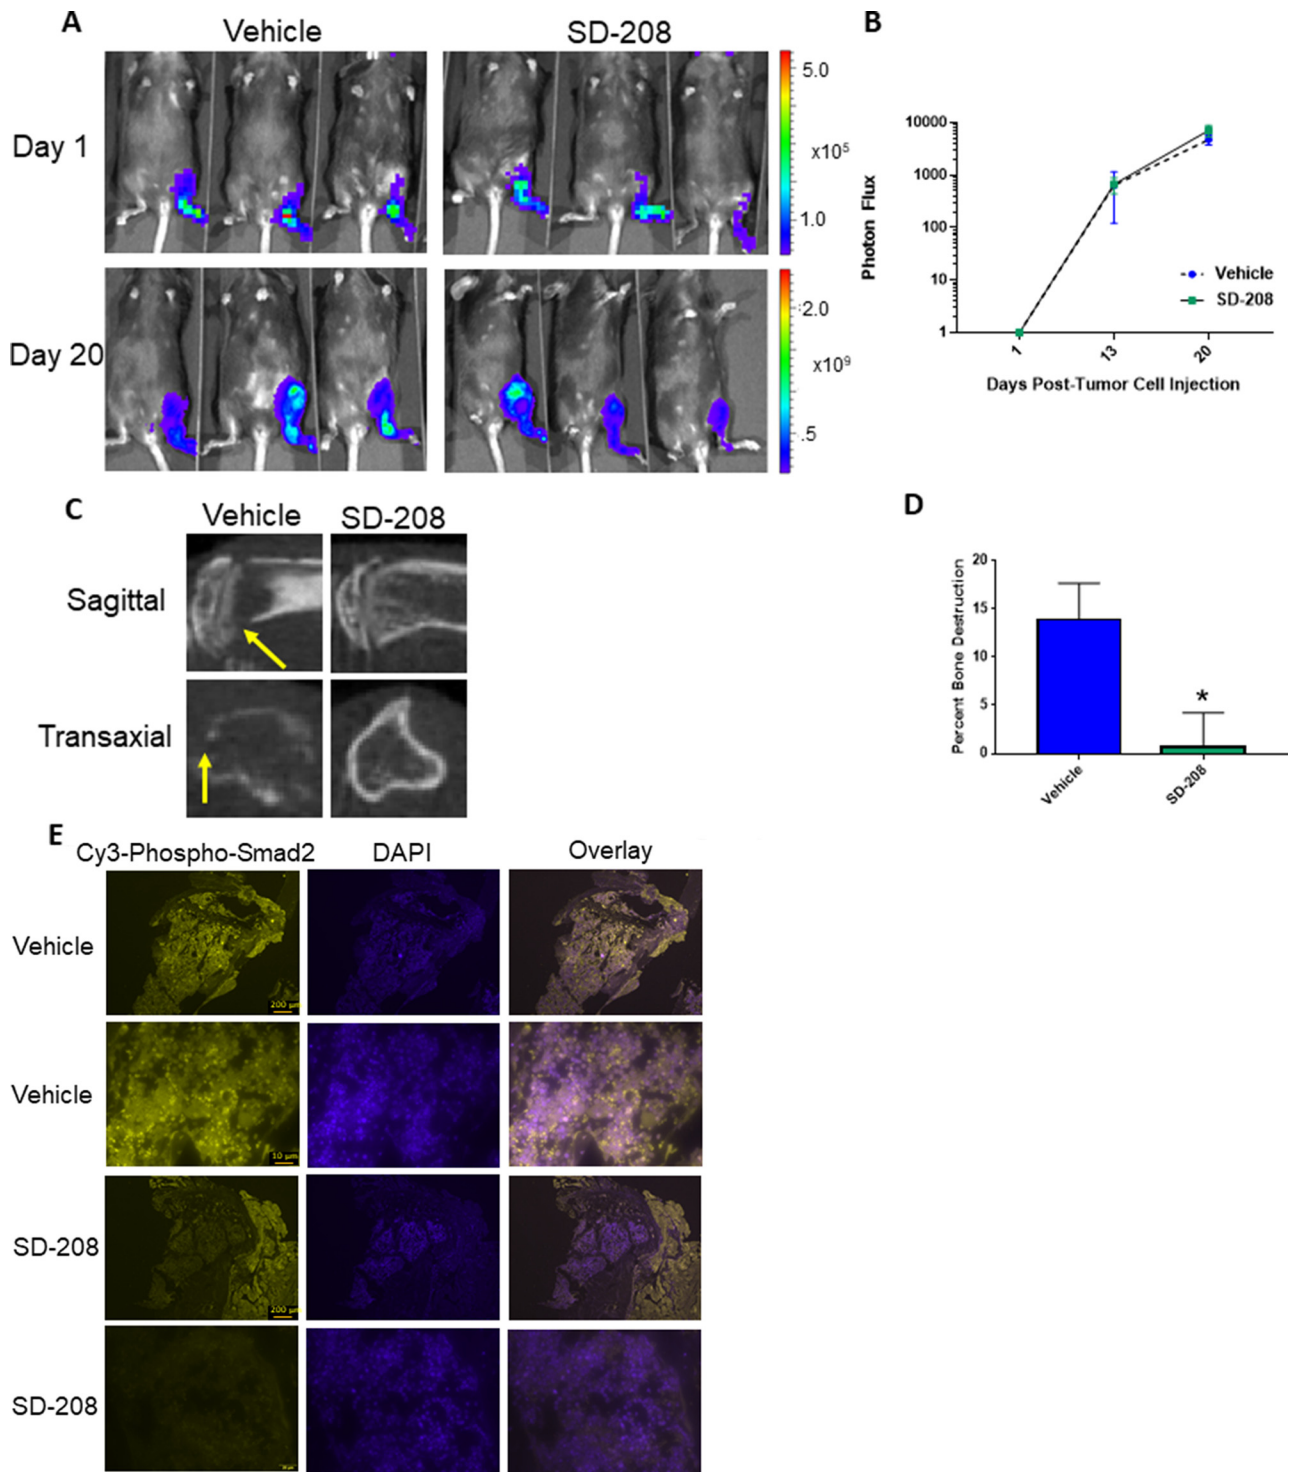 A
Vehicle
SD-208
Day 1
5.0
x10⁵
1.0
Day 20
2.0
x10⁹
.5
B
10000
1000
100
10
1
Photon Flux
Vehicle
SD-208
1
13
20
Days Post-Tumor Cell Injection
C
Vehicle
SD-208
Sagittal
Transaxial
D
20
15
10
5
0
Percent Bone Destruction
*
Vehicle
SD-208
E
Cy3-Phospho-Smad2
DAPI
Overlay
Vehicle
200 µm
Vehicle
10 µm
SD-208
200 µm
SD-208